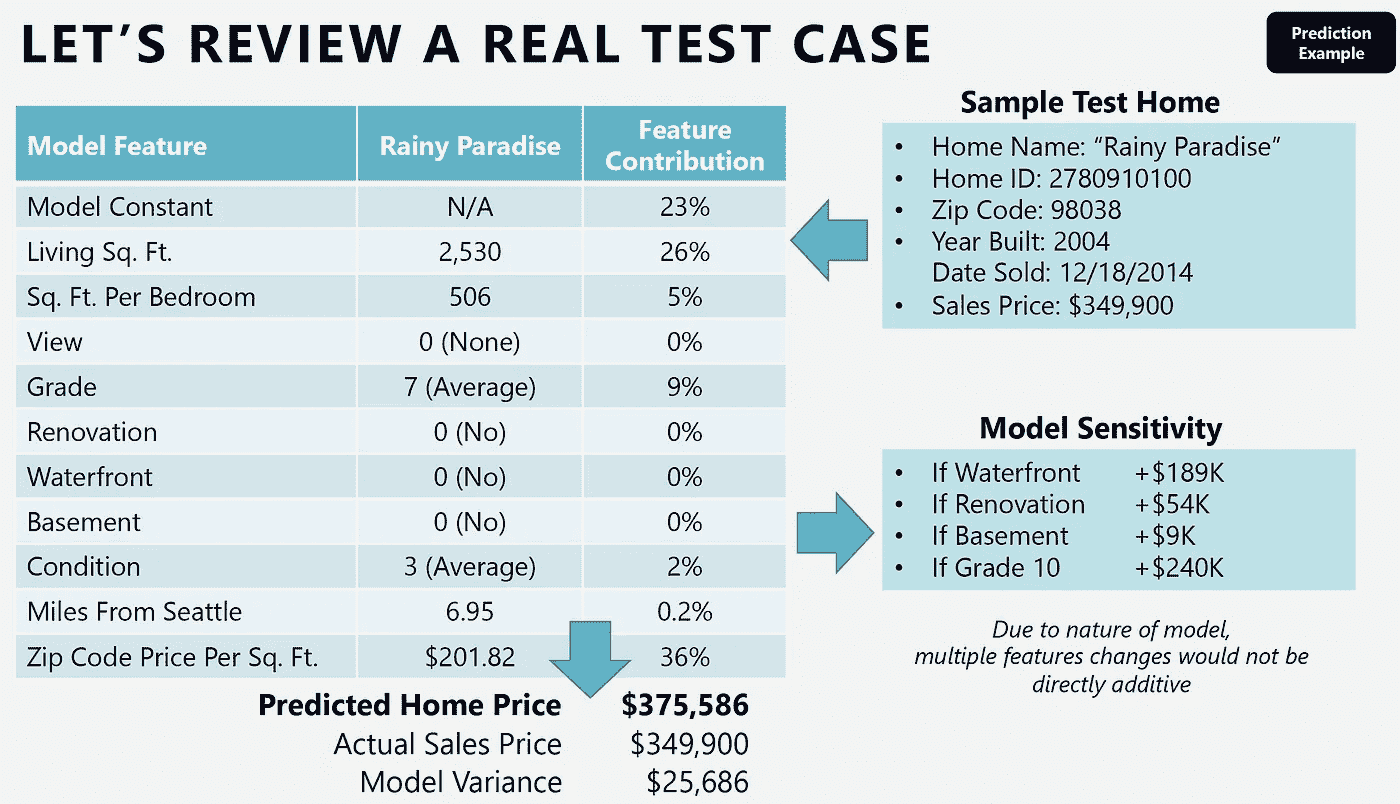 LET’S REVIEW A REAL TEST CASE
Prediction
Example
Model Feature Rainy Paradise Feature Contribution
Model Constant N/A 23%
Living Sq. Ft. 2,530 26%
Sq. Ft. Per Bedroom 506 5%
View 0 (None) 0%
Grade 7 (Average) 9%
Renovation 0 (No) 0%
Waterfront 0 (No) 0%
Basement 0 (No) 0%
Condition 3 (Average) 2%
Miles From Seattle 6.95 0.2%
Zip Code Price Per Sq. Ft. $201.82 36%
Predicted Home Price $375,586
Actual Sales Price $349,900
Model Variance $25,686
Sample Test Home
• Home Name: “Rainy Paradise”
• Home ID: 2780910100
• Zip Code: 98038
• Year Built: 2004
Date Sold: 12/18/2014
• Sales Price: $349,900
Model Sensitivity
• If Waterfront +$189K
• If Renovation +$54K
• If Basement +$9K
• If Grade 10 +$240K
Due to nature of model,
multiple features changes would not be
directly additive